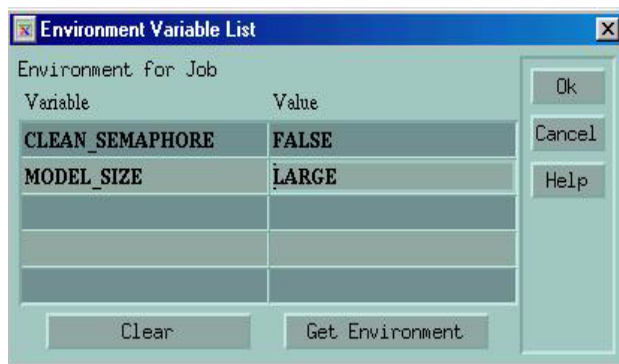 Environment Variable List
Environment for Job
Variable Value
CLEAN_SEMAPHORE FALSE
MODEL_SIZE LARGE
Ok
Cancel
Help
Clear Get Environment